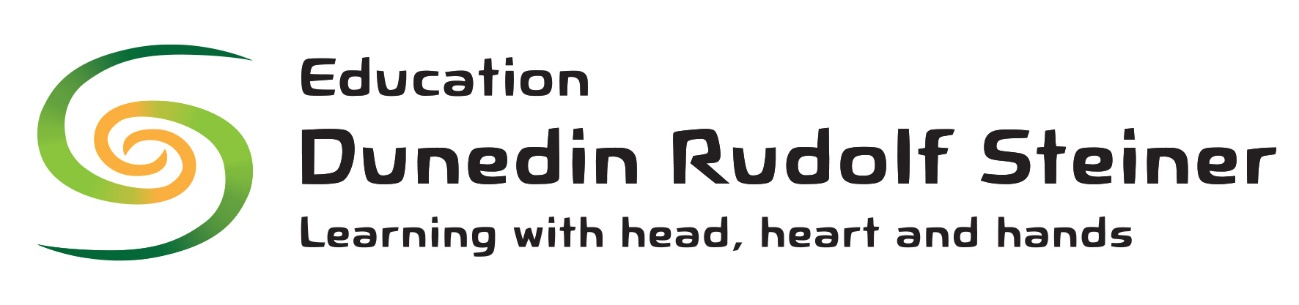 Education
Dunedin Rudolf Steiner
Learning with head, heart and hands